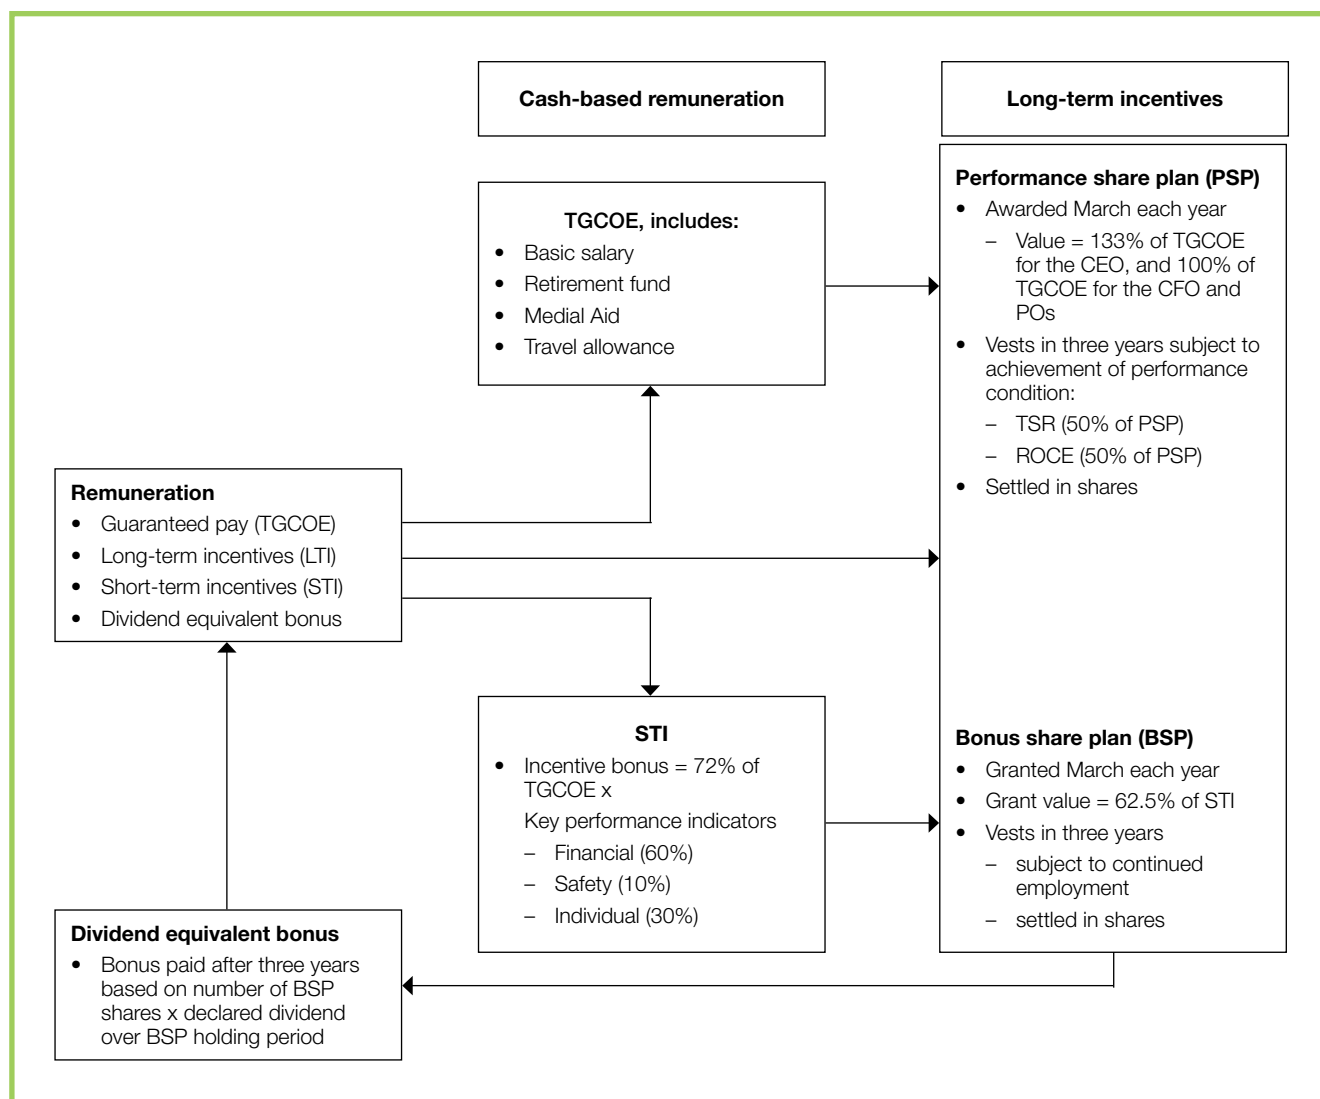 Cash-based remuneration
Long-term incentives
TGCOE, includes:
• Basic salary
• Retirement fund
• Medial Aid
• Travel allowance
Performance share plan (PSP)
• Awarded March each year
– Value = 133% of TGCOE
for the CEO, and 100% of
TGCOE for the CFO and
POs
• Vests in three years subject to
achievement of performance
condition:
– TSR (50% of PSP)
– ROCE (50% of PSP)
• Settled in shares
Remuneration
• Guaranteed pay (TGCOE)
• Long-term incentives (LTI)
• Short-term incentives (STI)
• Dividend equivalent bonus
STI
• Incentive bonus = 72% of
TGCOE x
Key performance indicators
– Financial (60%)
– Safety (10%)
– Individual (30%)
Bonus share plan (BSP)
• Granted March each year
• Grant value = 62.5% of STI
• Vests in three years
– subject to continued
employment
– settled in shares
Dividend equivalent bonus
• Bonus paid after three years
based on number of BSP
shares x declared dividend
over BSP holding period